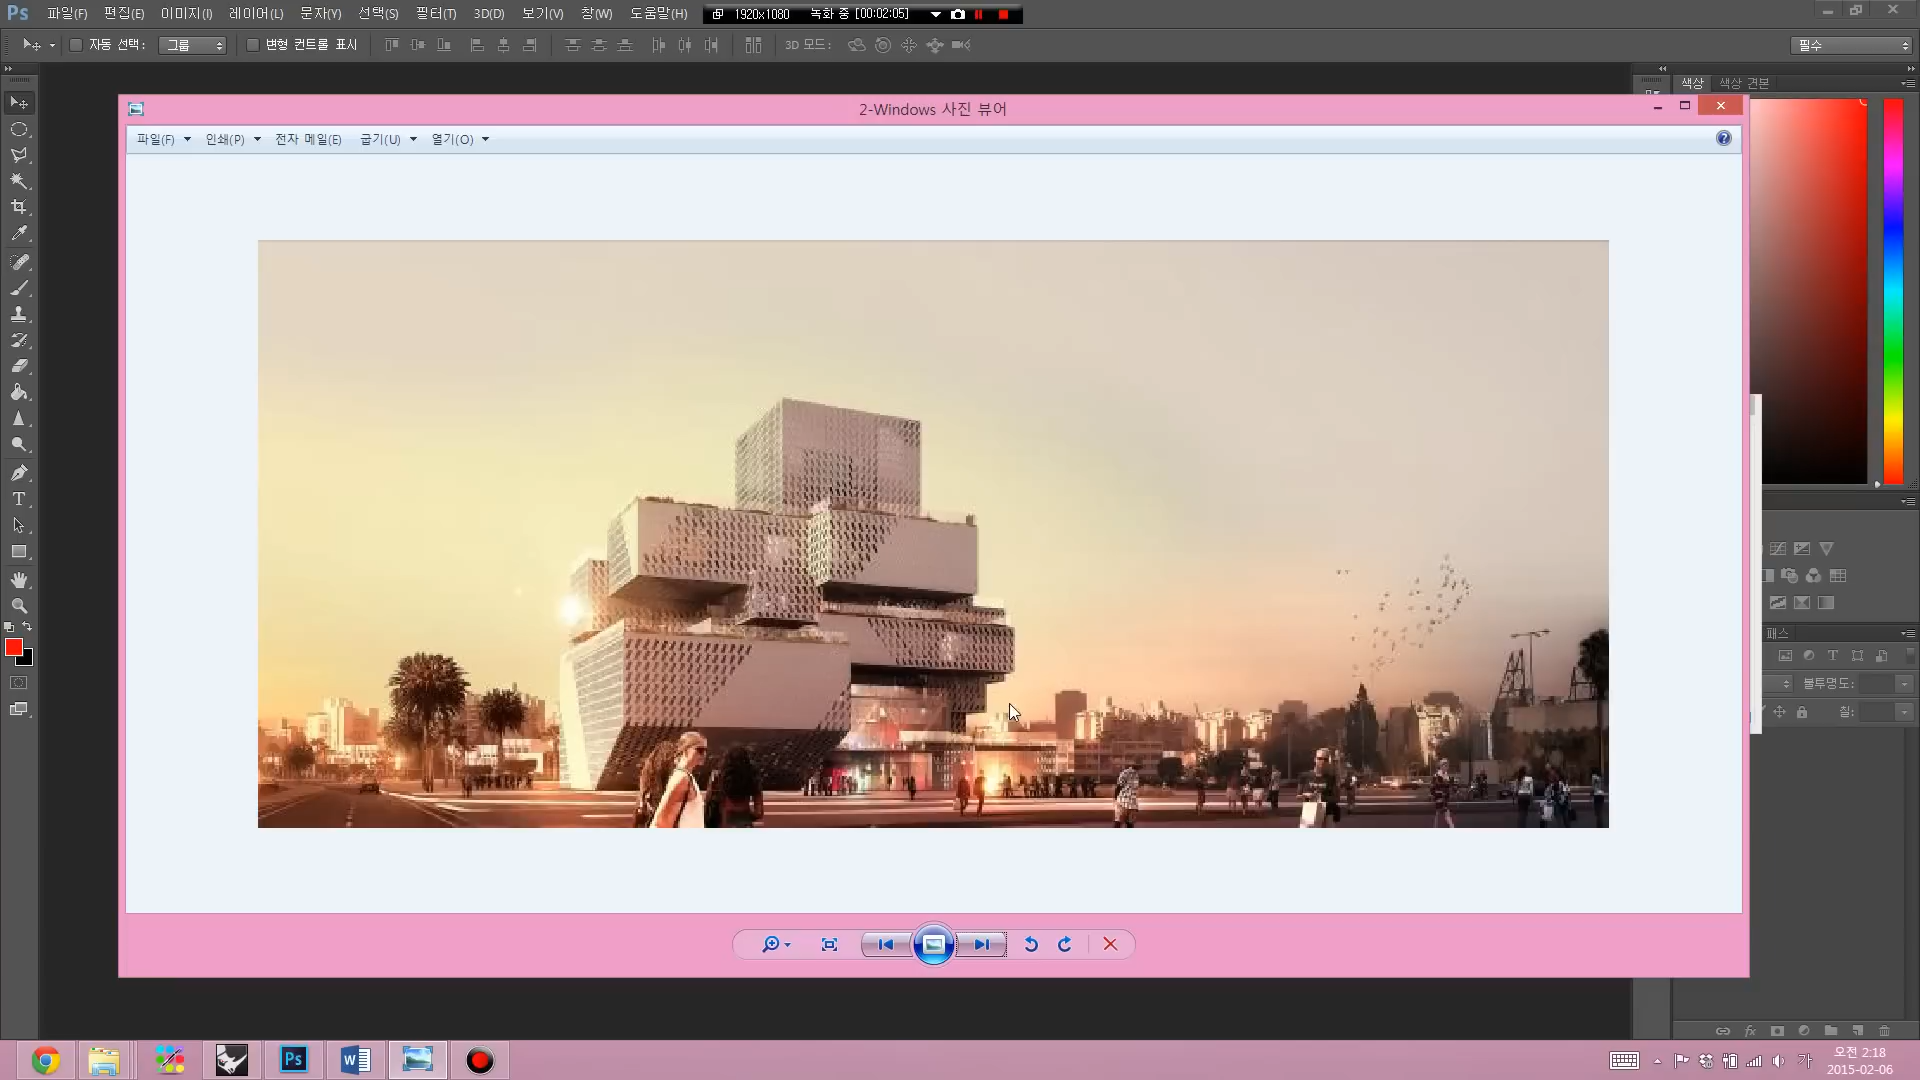 Ps 파일(F) 편집(E) 이미지(I) 레이어(L) 문자(Y) 선택(S) 필터(T) 3D(D) 보기(V) 창(W) 도움말(H) 1920x1080 녹화 중 [00:02:05]
자동 선택: 그룹 변형 컨트롤 표시 3D 모드: 필수
색상 색상 견본
2-Windows 사진 뷰어
파일(F) 인쇄(P) 전자 메일(E) 굽기(U) 열기(O)
패스
불투명도:
칠:
fx
Ps W 가 오전 2:18
2015-02-06